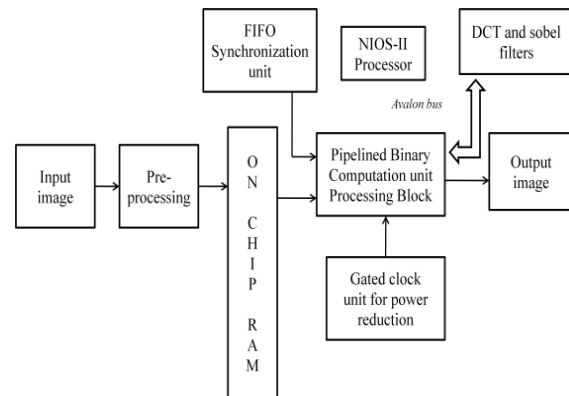 FIFO
Synchronization
unit
NIOS-II
Processor
DCT and sobel
filters
Avalon bus
Input
image
Pre-
processing
O
N
C
H
I
P
R
A
M
Pipelined Binary
Computation unit
Processing Block
Output
image
Gated clock
unit for power
reduction